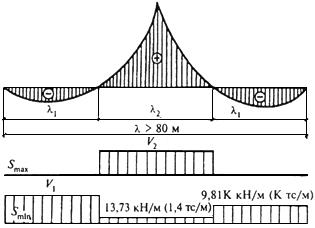 ⊖ ⊕ ⊖
λ₁ λ₂ λ₁
λ > 80 м
V₂
Smax
V₁
9,81К кН/м (К тс/м)
Smin 13,73 кН/м (1,4 тс/м)